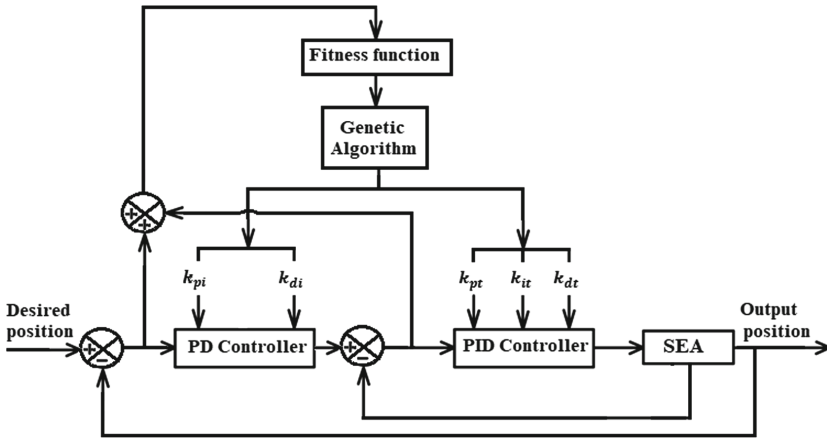 Fitness function
Genetic
Algorithm
+
+
k_pi
k_di
k_pt
k_it
k_dt
Desired
position
Output
position
+
−
PD Controller
+
−
PID Controller
SEA